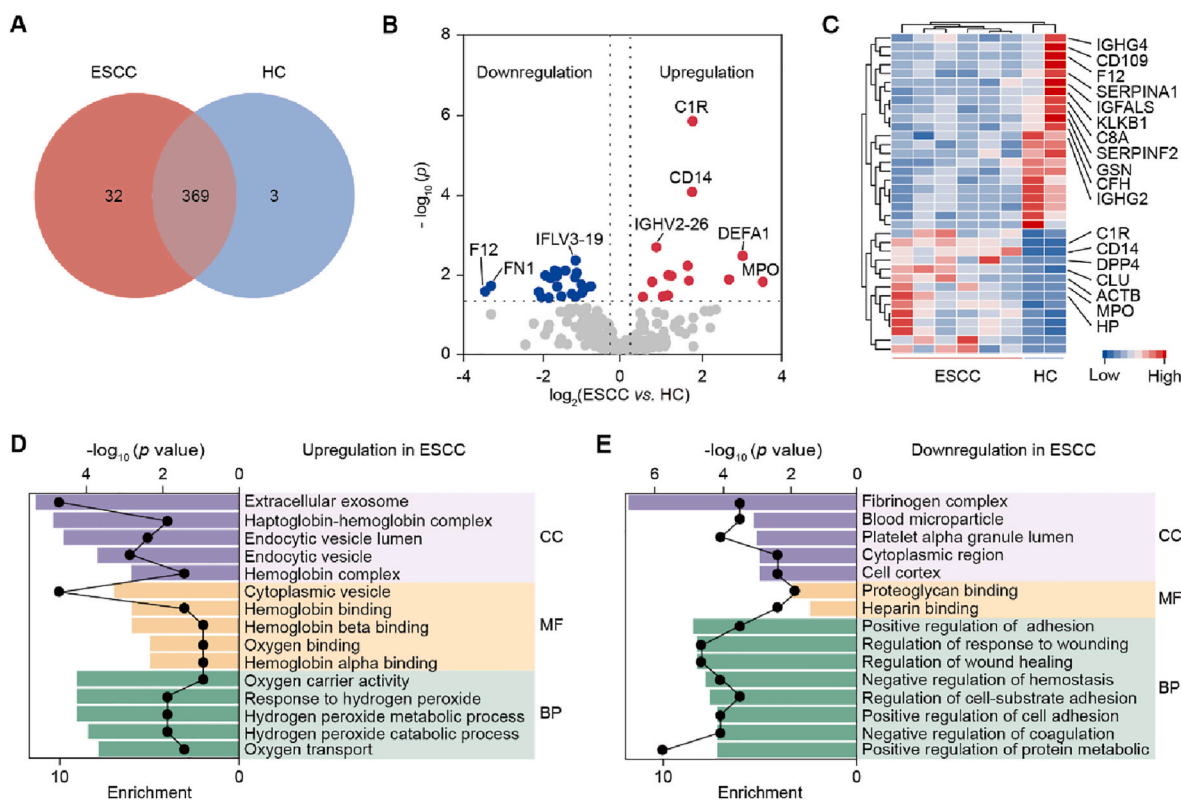 A
ESCC
HC
32
369
3
B
8
6
4
2
0
- log10 (p)
Downregulation
Upregulation
C1R
CD14
IGHV2-26
DEFA1
MPO
IFLV3-19
F12
FN1
-4
-2
0
2
4
log2(ESCC vs. HC)
C
IGHG4
CD109
F12
SERPINA1
IGFALS
KLKB1
C8A
SERPINF2
GSN
CFH
IGHG2
C1R
CD14
DPP4
CLU
ACTB
MPO
HP
ESCC
HC
Low
High
D
-log10 (p value)
Upregulation in ESCC
4
2
0
Extracellular exosome
Haptoglobin-hemoglobin complex
Endocytic vesicle lumen
Endocytic vesicle
Hemoglobin complex
CC
Cytoplasmic vesicle
Hemoglobin binding
Hemoglobin beta binding
Oxygen binding
Hemoglobin alpha binding
MF
Oxygen carrier activity
Response to hydrogen peroxide
Hydrogen peroxide metabolic process
Hydrogen peroxide catabolic process
Oxygen transport
BP
10
0
Enrichment
E
-log10 (p value)
Downregulation in ESCC
6
4
2
0
Fibrinogen complex
Blood microparticle
Platelet alpha granule lumen
Cytoplasmic region
Cell cortex
CC
Proteoglycan binding
Heparin binding
MF
Positive regulation of adhesion
Regulation of response to wounding
Regulation of wound healing
Negative regulation of hemostasis
Regulation of cell-substrate adhesion
Positive regulation of cell adhesion
Negative regulation of coagulation
Positive regulation of protein metabolic
BP
10
5
0
Enrichment